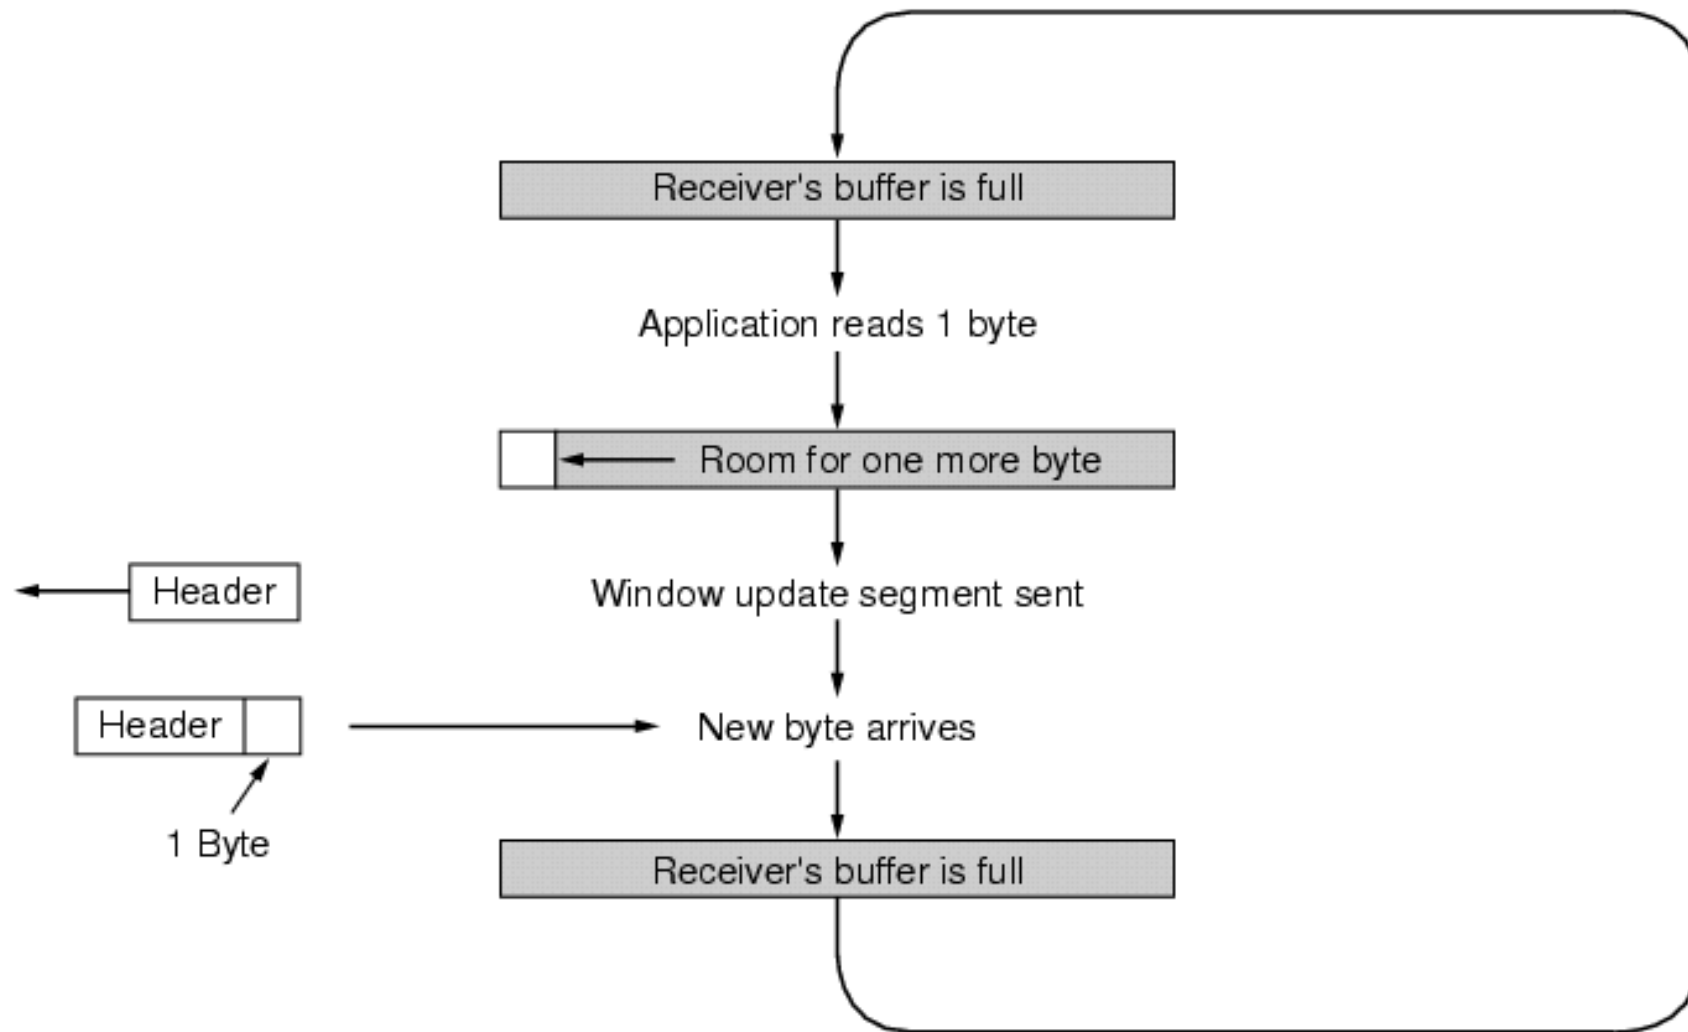 Receiver's buffer is full
Application reads 1 byte
Room for one more byte
Header
Window update segment sent
Header
New byte arrives
1 Byte
Receiver's buffer is full